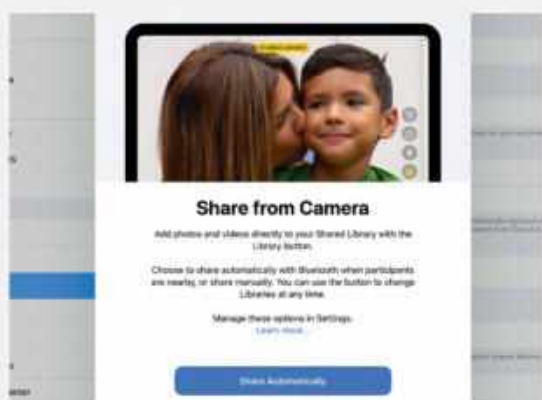 Share from Camera
Add photos and videos directly to your Shared Library with the
Library button.
Choose to share automatically with Bluetooth when participants
are nearby, or share manually. You can use the button to change
Libraries at any time.
Manage these options in Settings.
Learn more...
Share Automatically